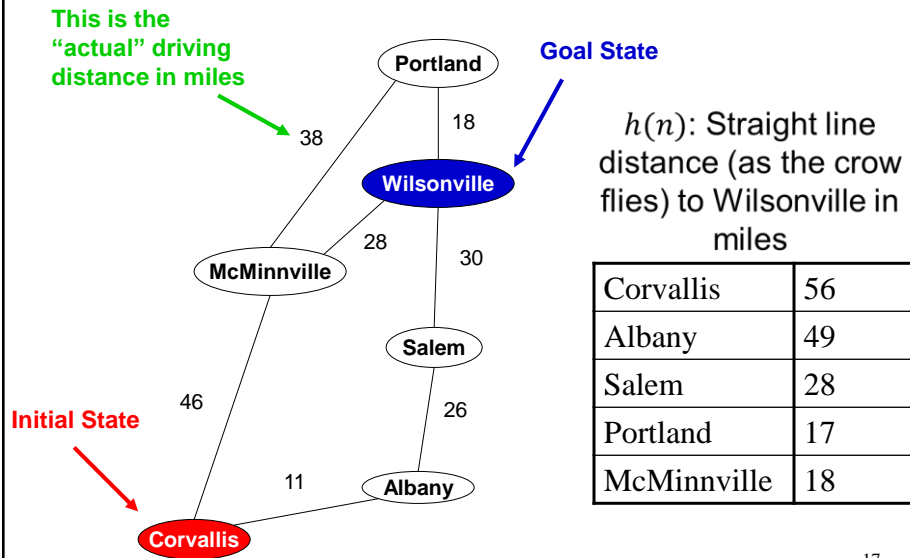 This is the
“actual” driving
distance in miles
Goal State
Portland
38
18
Wilsonville
28
30
McMinnville
Salem
46
26
Initial State
11
Albany
Corvallis
h(n): Straight line
distance (as the crow
flies) to Wilsonville in
miles
Corvallis 56
Albany 49
Salem 28
Portland 17
McMinnville 18
17